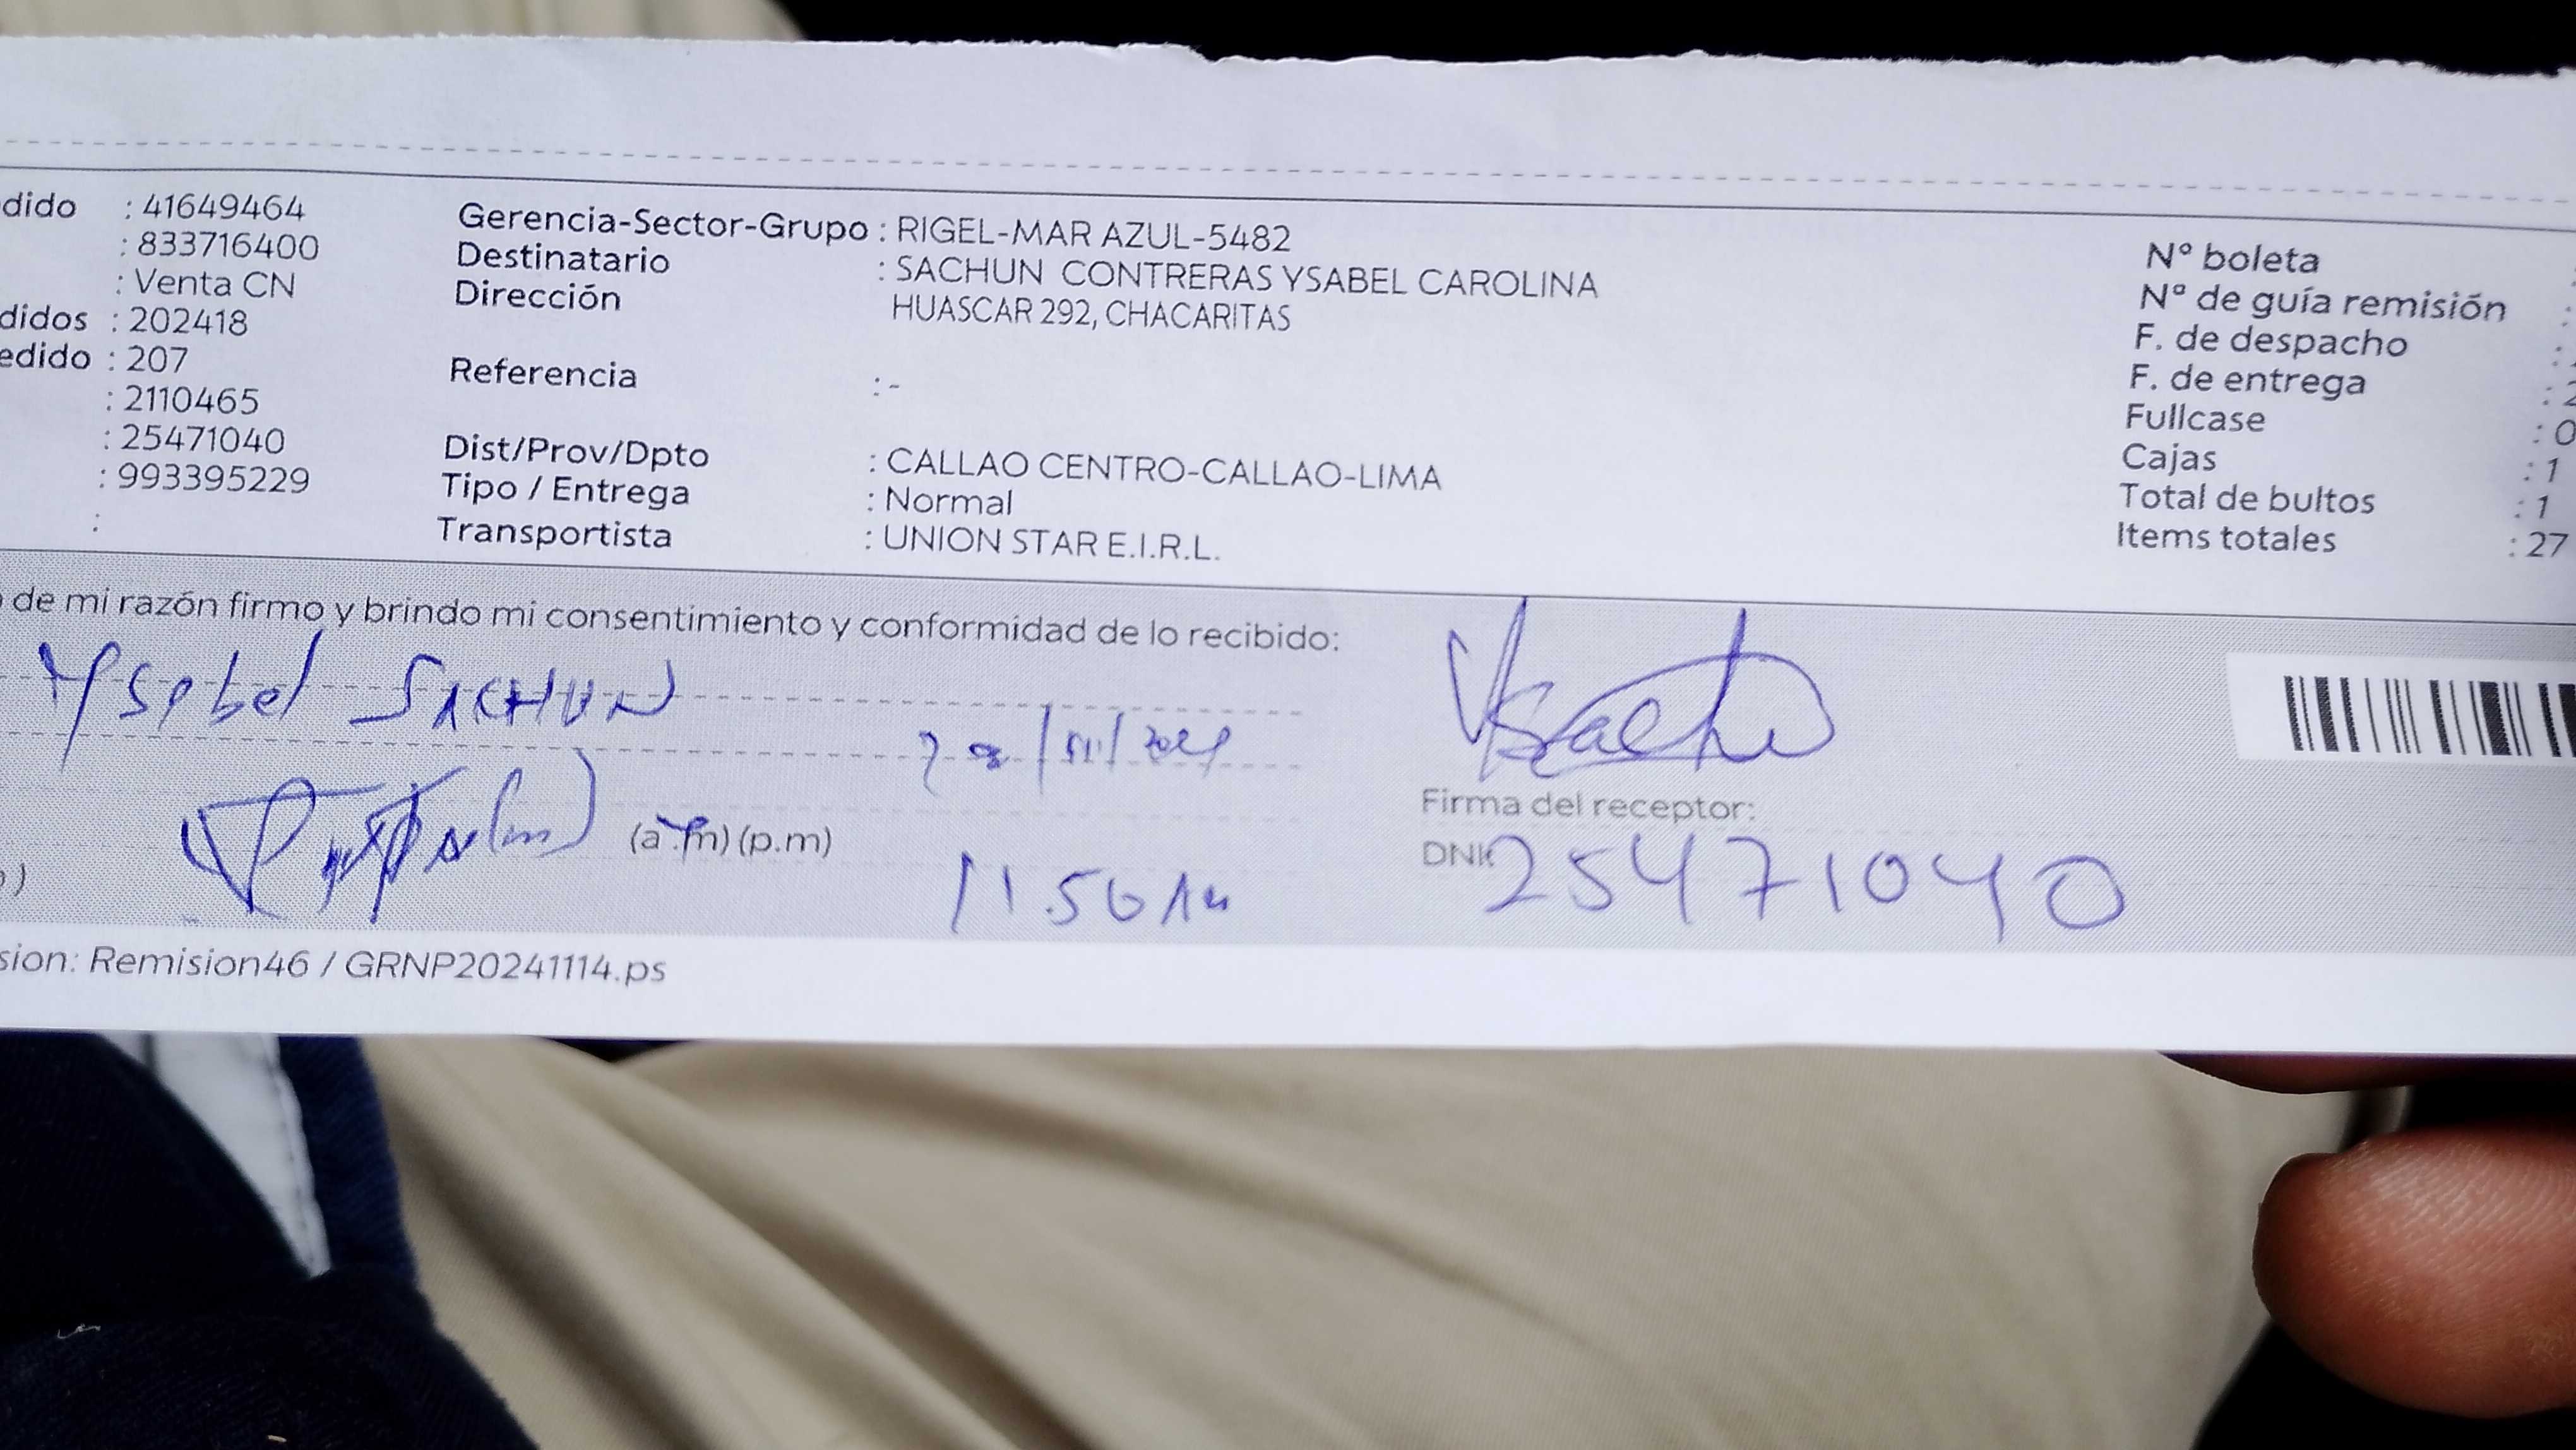 dido : 41649464
: 833716400
: Venta CN
didos : 202418
edido : 207
: 2110465
: 25471040
: 993395229
:
Gerencia-Sector-Grupo : RIGEL-MAR AZUL-5482
Destinatario : SACHUN CONTRERAS YSABEL CAROLINA
Dirección HUASCAR 292, CHACARITAS
Referencia : -
Dist/Prov/Dpto : CALLAO CENTRO-CALLAO-LIMA
Tipo / Entrega : Normal
Transportista : UNION STAR E.I.R.L.
N° boleta
N° de guía remisión :
F. de despacho :
F. de entrega : 2
Fullcase : 0
Cajas : 1
Total de bultos : 1
Items totales : 27
de mi razón firmo y brindo mi consentimiento y conformidad de lo recibido:
Ysabel SACHUN
(a.m) (p.m)
Firma del receptor:
DNI: 25471040
sion: Remision46 / GRNP20241114.ps